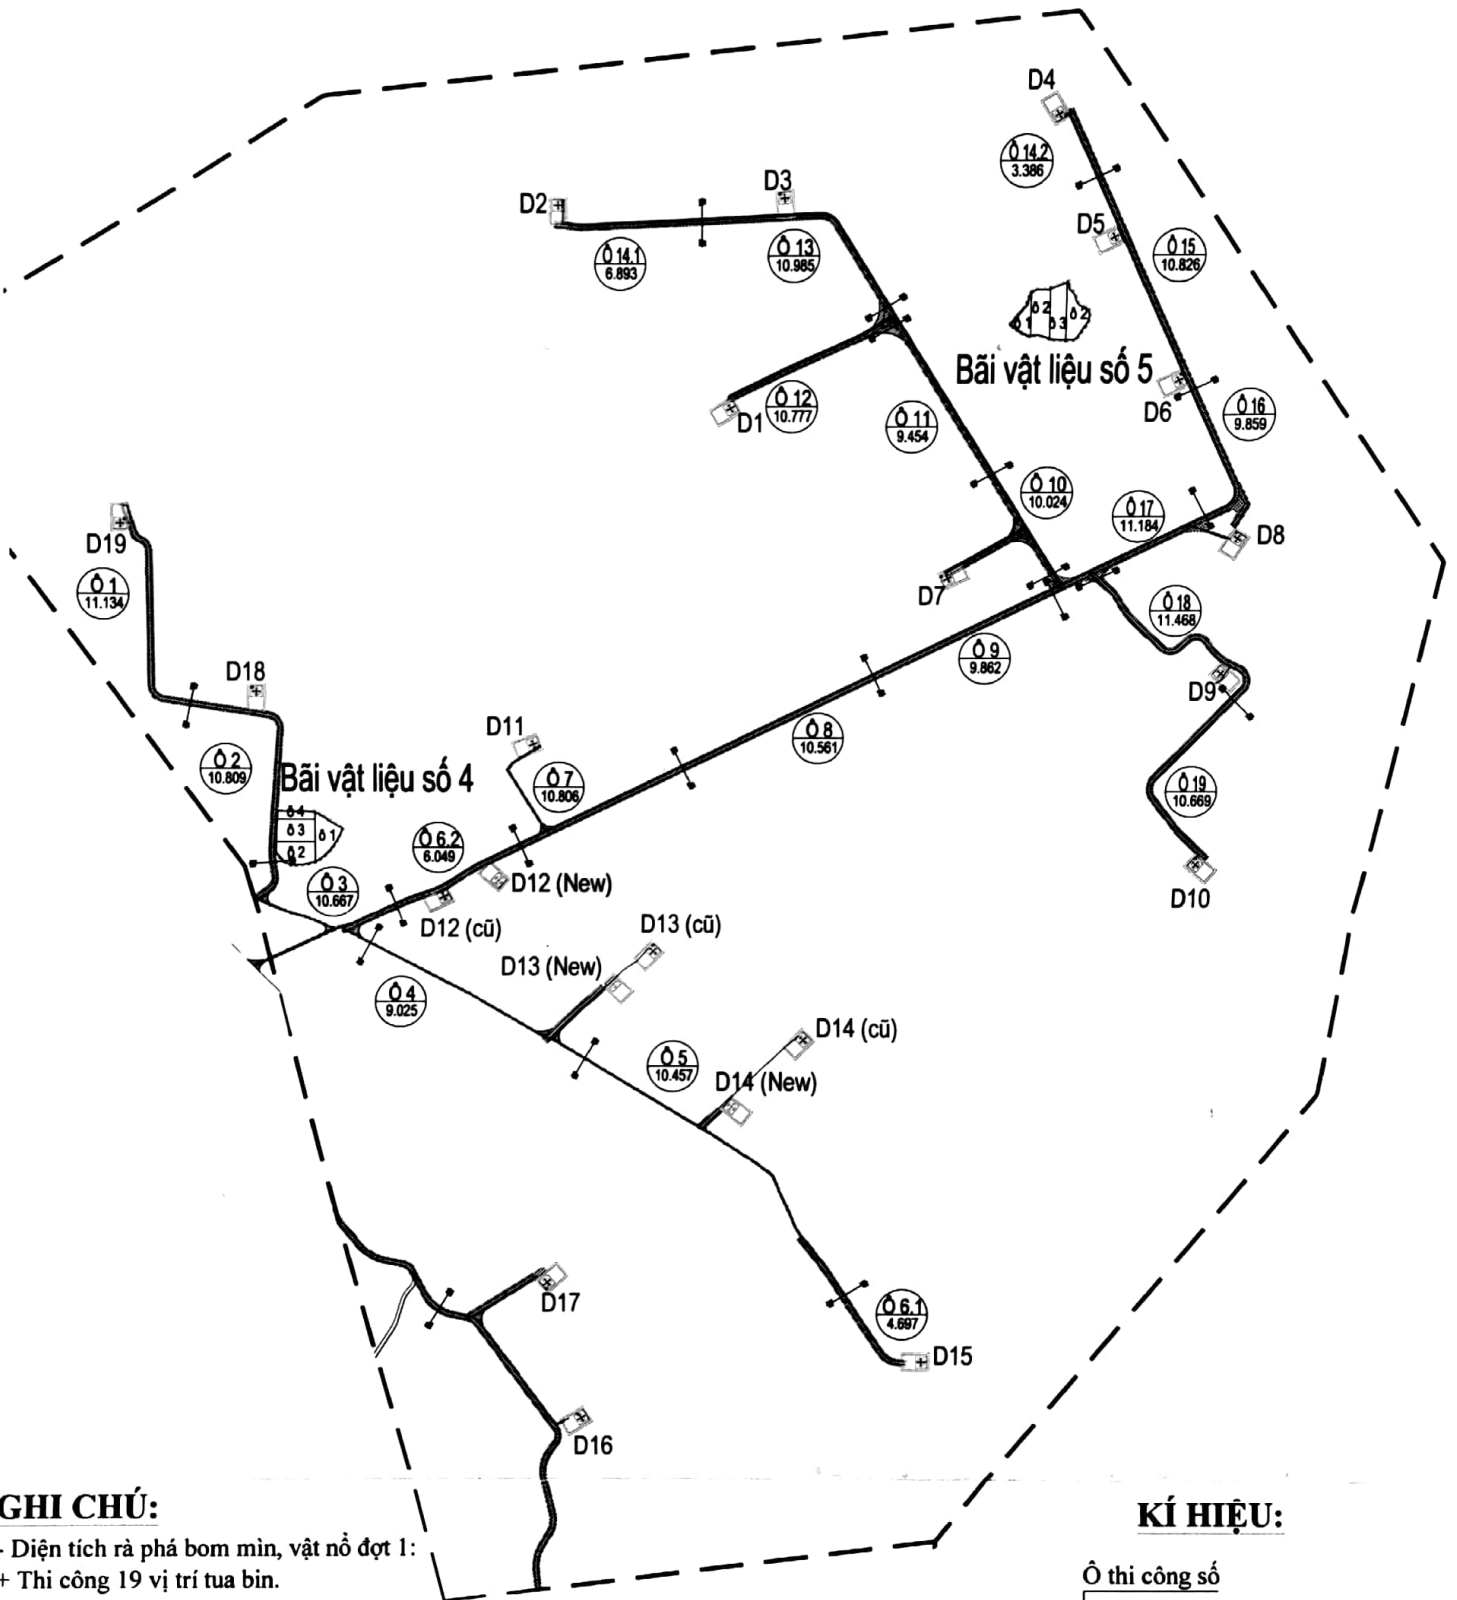 D4
Ô 14.2
3.386
D3
D2
D5
Ô 15
10.826
Ô 13
10.985
Ô 14.1
6.893
ô 2
ô 2
ô 1
ô 3
Bãi vật liệu số 5
D6
Ô 12
10.777
D1
Ô 11
9.454
Ô 16
9.859
Ô 10
10.024
Ô 17
11.184
D8
D19
Ô 1
11.134
D7
Ô 18
11.468
Ô 9
9.862
D18
D9
D11
Ô 8
10.561
Ô 2
10.809
Bãi vật liệu số 4
Ô 7
10.806
Ô 19
10.669
ô 4
ô 3
ô 1
ô 2
Ô 6.2
6.049
Ô 3
10.667
D12 (New)
D10
D12 (cũ)
D13 (cũ)
D13 (New)
Ô 4
9.025
D14 (cũ)
Ô 5
10.457
D14 (New)
D17
Ô 6.1
4.697
D15
D16
GHI CHÚ:
- Diện tích rà phá bom mìn, vật nổ đợt 1:
+ Thi công 19 vị trí tua bin.
KÍ HIỆU:
Ô thi công số